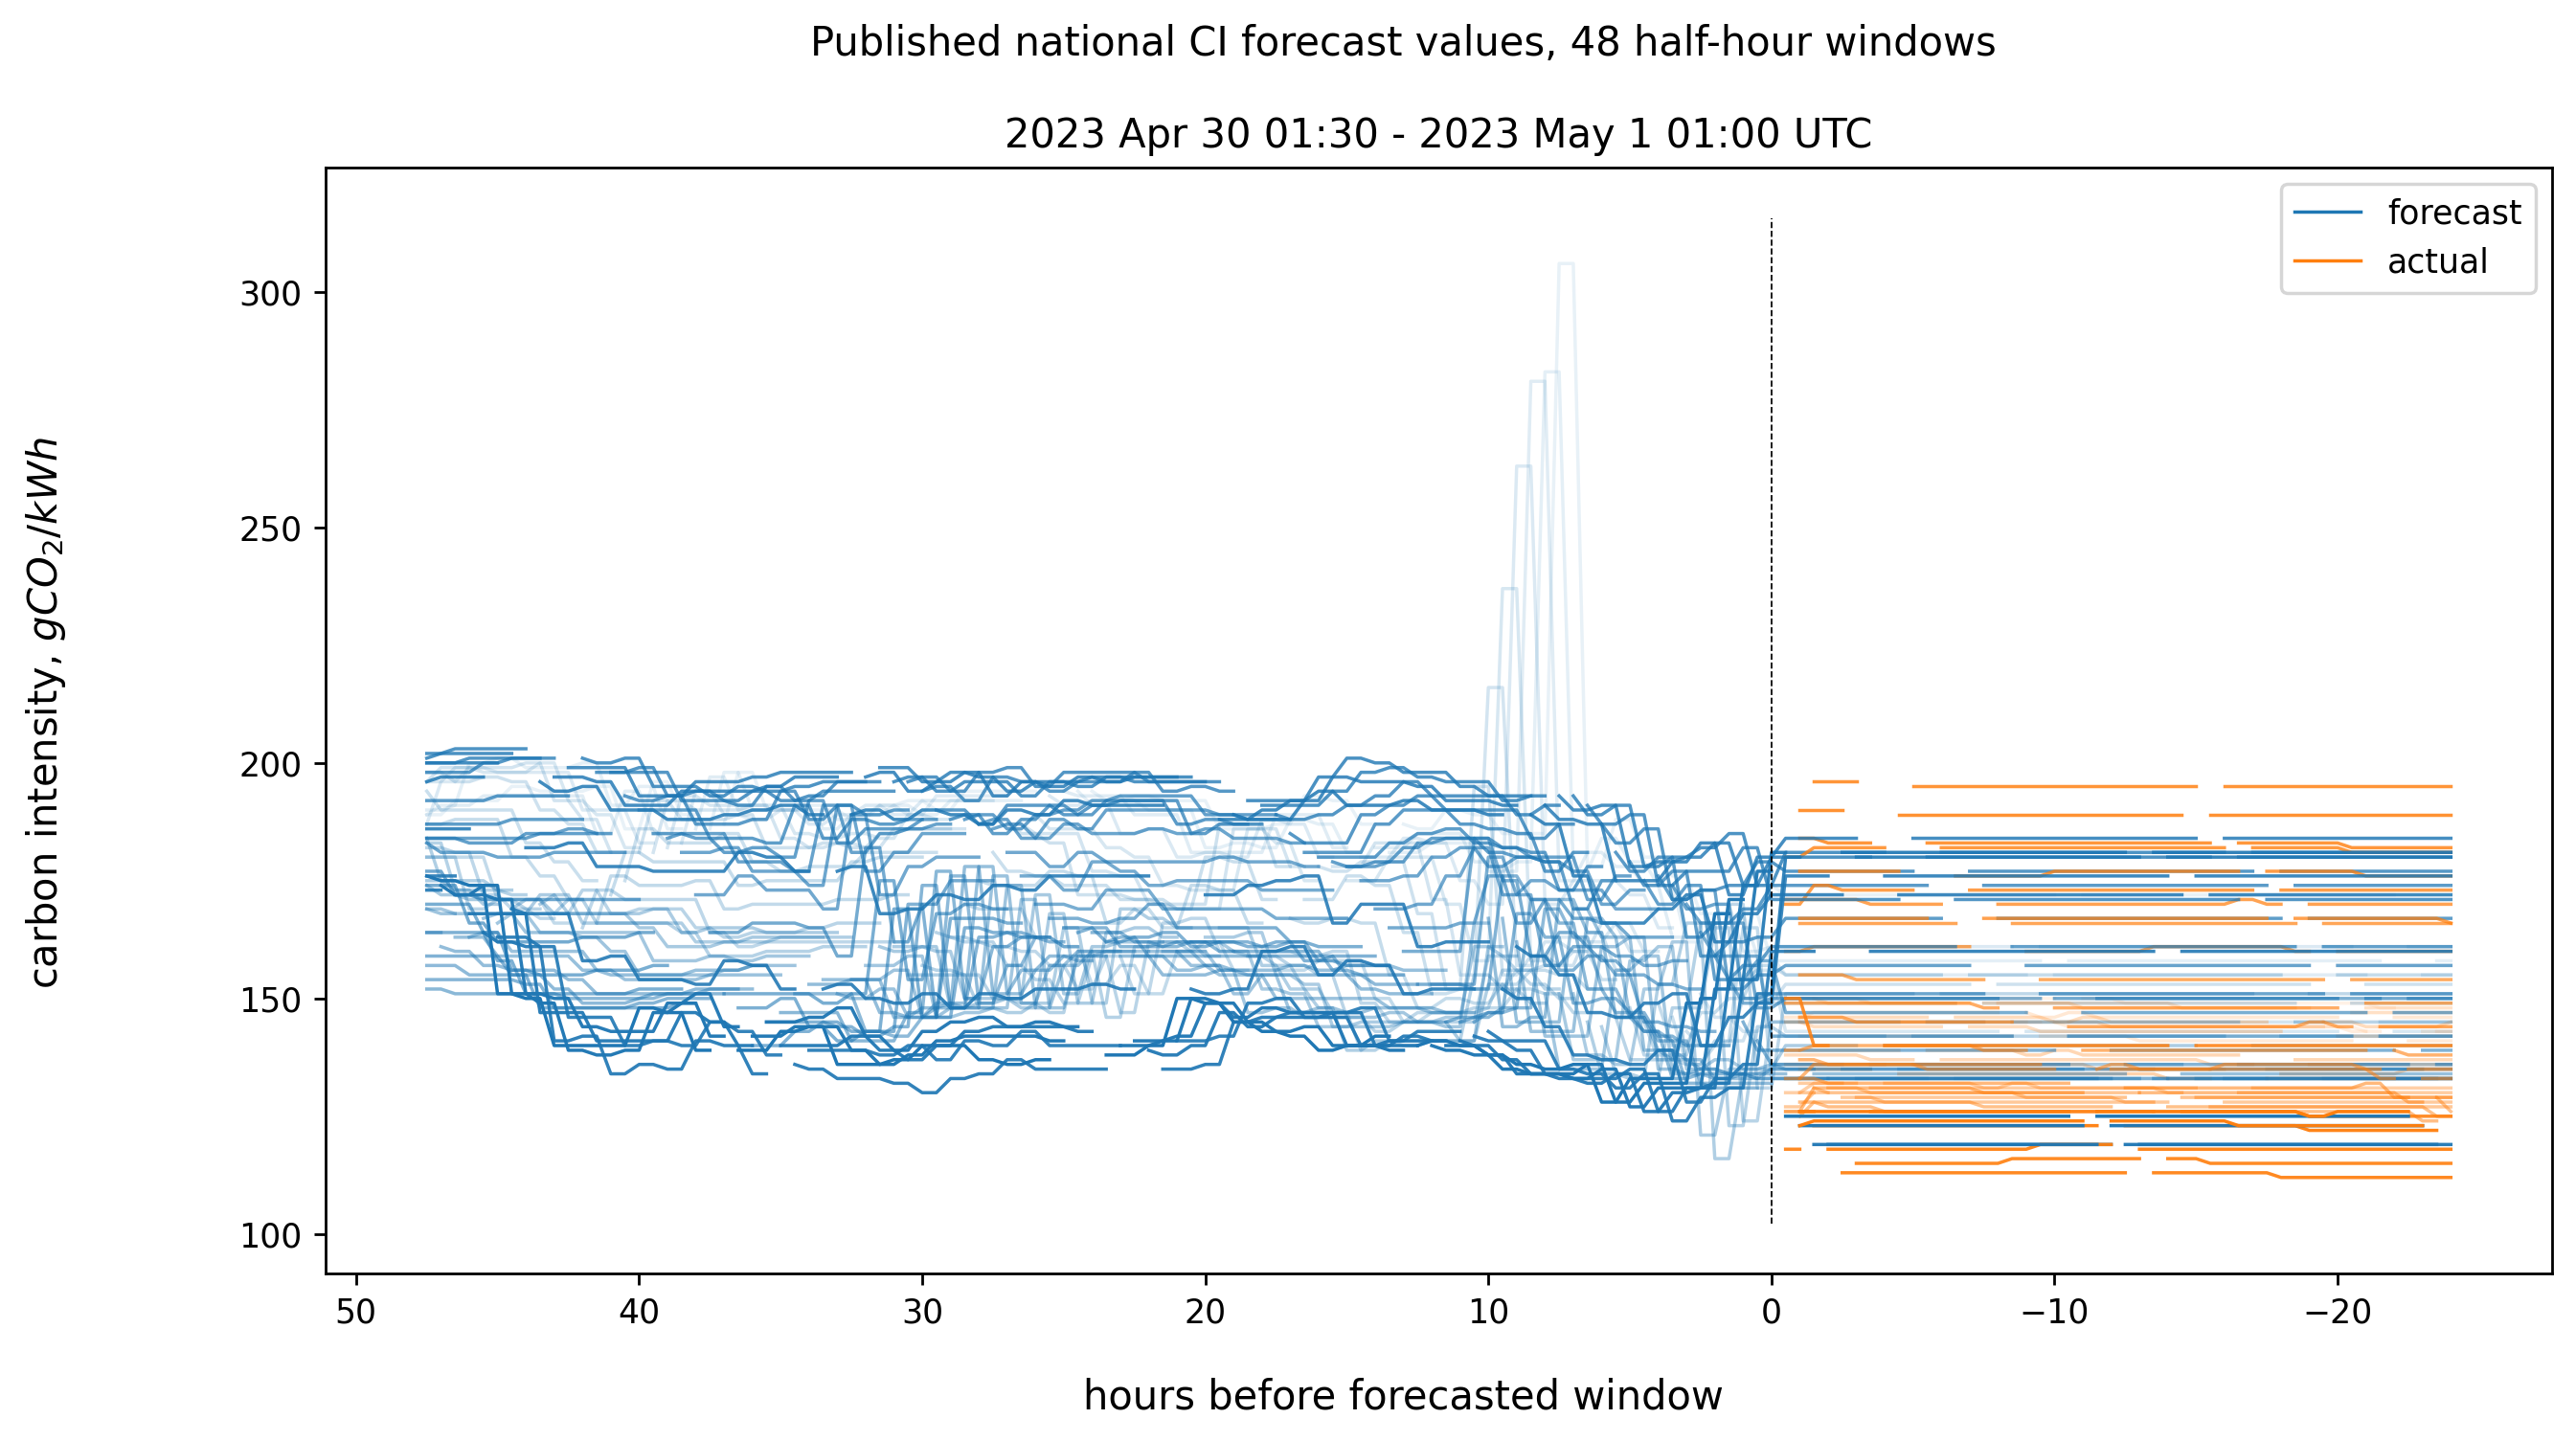 Published national CI forecast values, 48 half-hour windows
2023 Apr 30 01:30 - 2023 May 1 01:00 UTC
forecast
actual
carbon intensity, gCO₂/kWh
300
250
200
150
100
50 40 30 20 10 0 −10 −20
hours before forecasted window